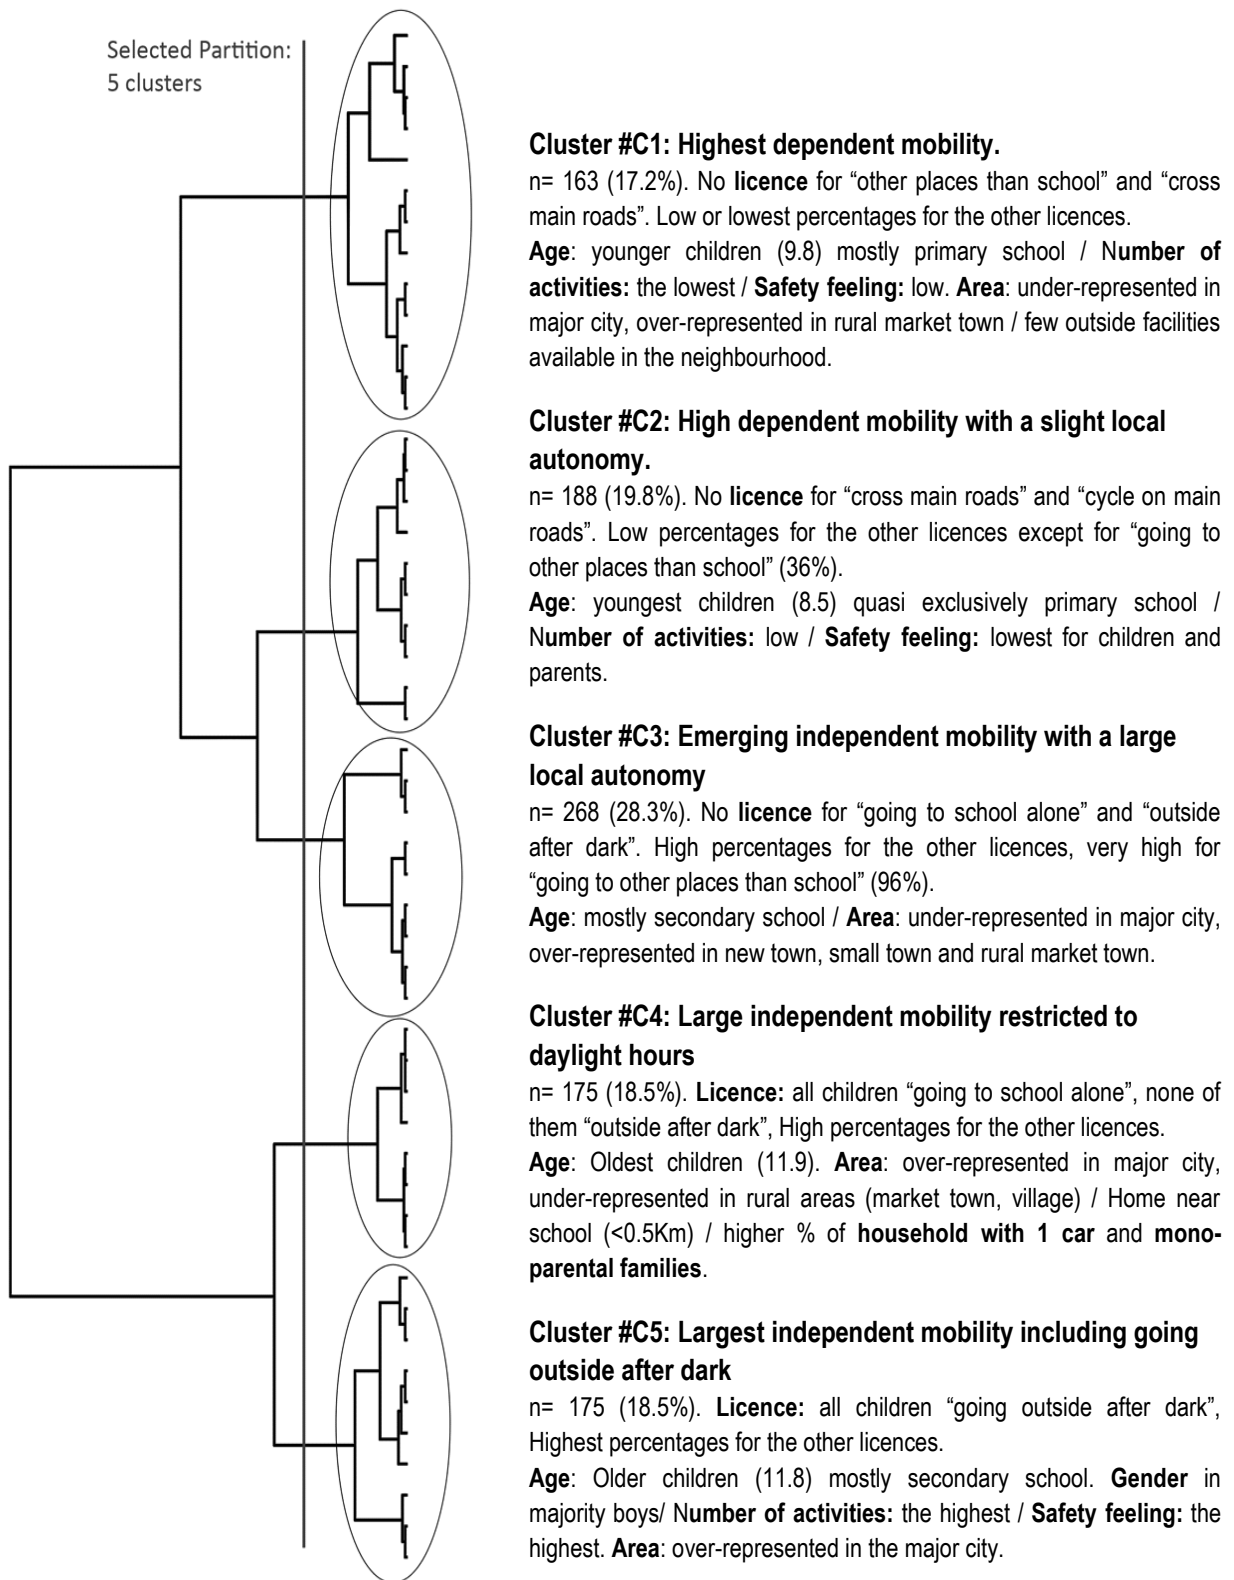 Selected Partition:
5 clusters
Cluster #C1: Highest dependent mobility.
n= 163 (17.2%). No licence for “other places than school” and “cross
main roads”. Low or lowest percentages for the other licences.
Age: younger children (9.8) mostly primary school / Number of
activities: the lowest / Safety feeling: low. Area: under-represented in
major city, over-represented in rural market town / few outside facilities
available in the neighbourhood.
Cluster #C2: High dependent mobility with a slight local
autonomy.
n= 188 (19.8%). No licence for “cross main roads” and “cycle on main
roads”. Low percentages for the other licences except for “going to
other places than school” (36%).
Age: youngest children (8.5) quasi exclusively primary school /
Number of activities: low / Safety feeling: lowest for children and
parents.
Cluster #C3: Emerging independent mobility with a large
local autonomy
n= 268 (28.3%). No licence for “going to school alone” and “outside
after dark”. High percentages for the other licences, very high for
“going to other places than school” (96%).
Age: mostly secondary school / Area: under-represented in major city,
over-represented in new town, small town and rural market town.
Cluster #C4: Large independent mobility restricted to
daylight hours
n= 175 (18.5%). Licence: all children “going to school alone”, none of
them “outside after dark”, High percentages for the other licences.
Age: Oldest children (11.9). Area: over-represented in major city,
under-represented in rural areas (market town, village) / Home near
school (<0.5Km) / higher % of household with 1 car and mono-
parental families.
Cluster #C5: Largest independent mobility including going
outside after dark
n= 175 (18.5%). Licence: all children “going outside after dark”,
Highest percentages for the other licences.
Age: Older children (11.8) mostly secondary school. Gender in
majority boys/ Number of activities: the highest / Safety feeling: the
highest. Area: over-represented in the major city.